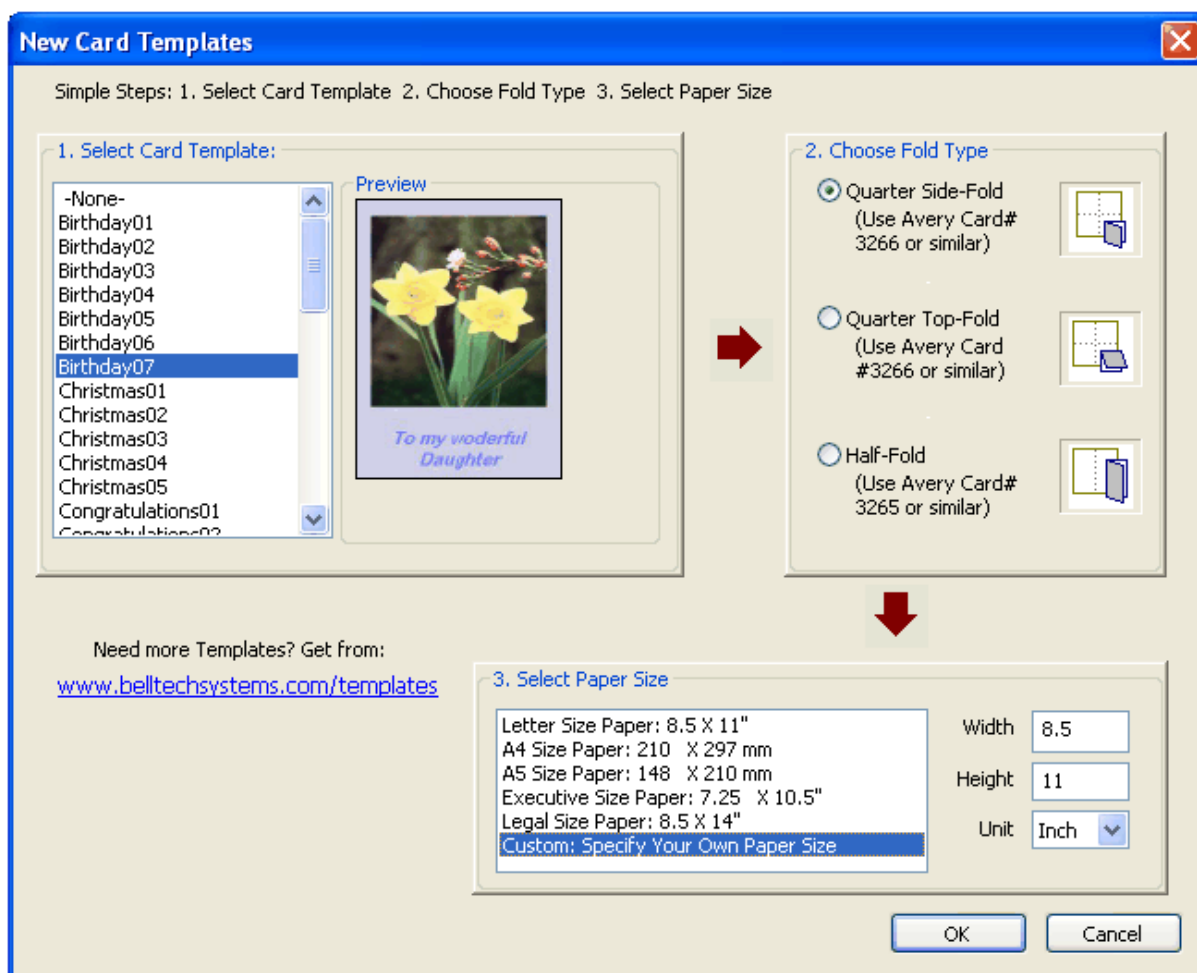 New Card Templates
Simple Steps: 1. Select Card Template 2. Choose Fold Type 3. Select Paper Size
1. Select Card Template:
-None-
Birthday01
Birthday02
Birthday03
Birthday04
Birthday05
Birthday06
Birthday07
Christmas01
Christmas02
Christmas03
Christmas04
Christmas05
Congratulations01
Congratulations02
Preview
To my woderful
Daughter
2. Choose Fold Type
Quarter Side-Fold
(Use Avery Card#
3266 or similar)
Quarter Top-Fold
(Use Avery Card
#3266 or similar)
Half-Fold
(Use Avery Card#
3265 or similar)
Need more Templates? Get from:
www.belltechsystems.com/templates
3. Select Paper Size
Letter Size Paper: 8.5 X 11"
A4 Size Paper: 210 X 297 mm
A5 Size Paper: 148 X 210 mm
Executive Size Paper: 7.25 X 10.5"
Legal Size Paper: 8.5 X 14"
Custom: Specify Your Own Paper Size
Width 8.5
Height 11
Unit Inch
OK Cancel